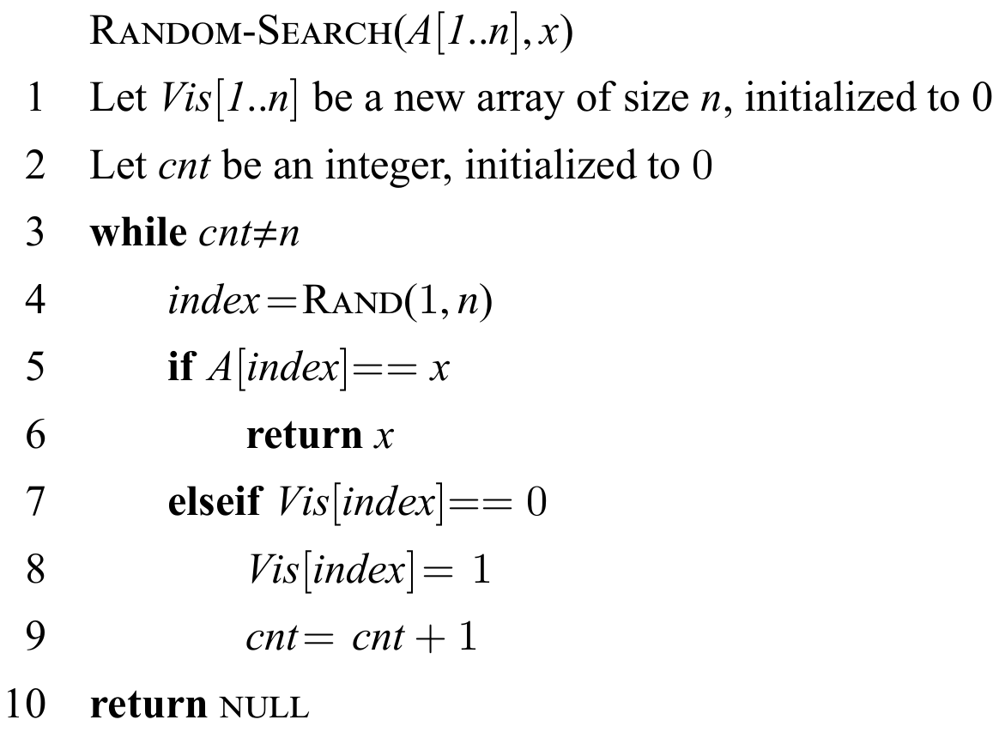 RANDOM-SEARCH(A[1..n], x)
1 Let Vis[1..n] be a new array of size n, initialized to 0
2 Let cnt be an integer, initialized to 0
3 while cnt≠n
4 index=RAND(1, n)
5 if A[index]== x
6 return x
7 elseif Vis[index]== 0
8 Vis[index]= 1
9 cnt= cnt + 1
10 return NULL